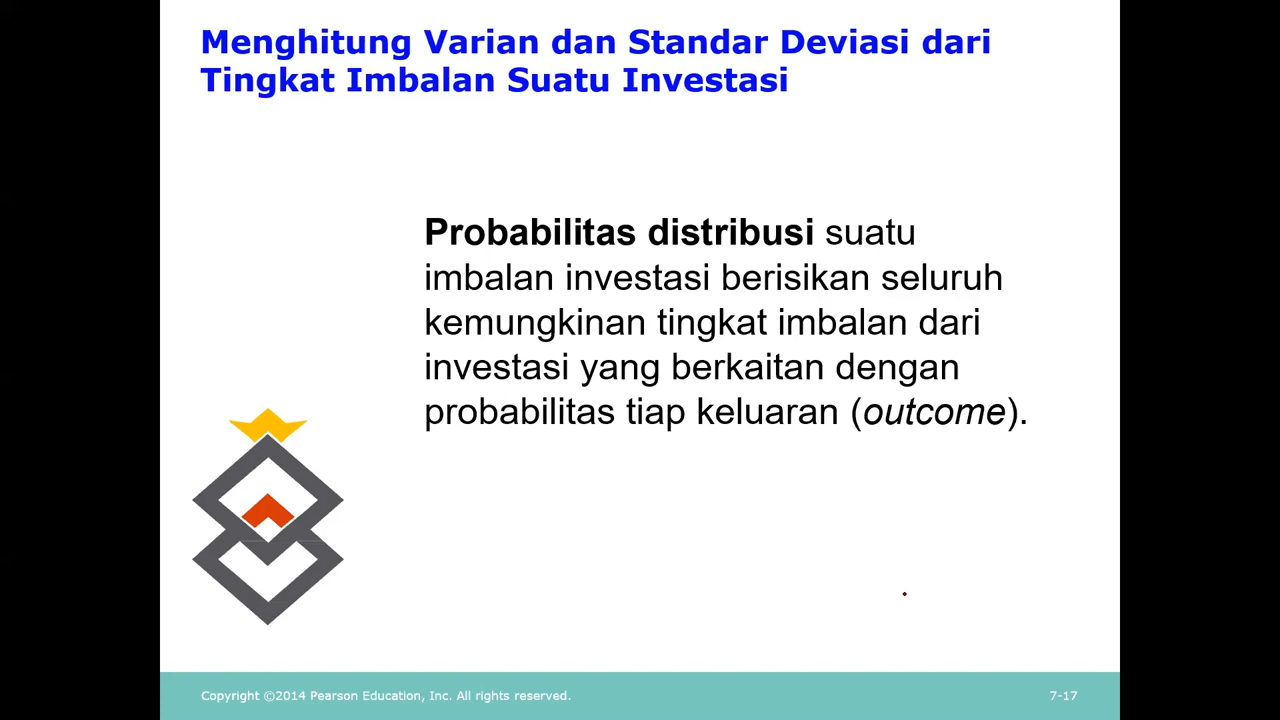 Menghitung Varian dan Standar Deviasi dari
Tingkat Imbalan Suatu Investasi
Probabilitas distribusi suatu
imbalan investasi berisikan seluruh
kemungkinan tingkat imbalan dari
investasi yang berkaitan dengan
probabilitas tiap keluaran (outcome).
Copyright ©2014 Pearson Education, Inc. All rights reserved.
7-17